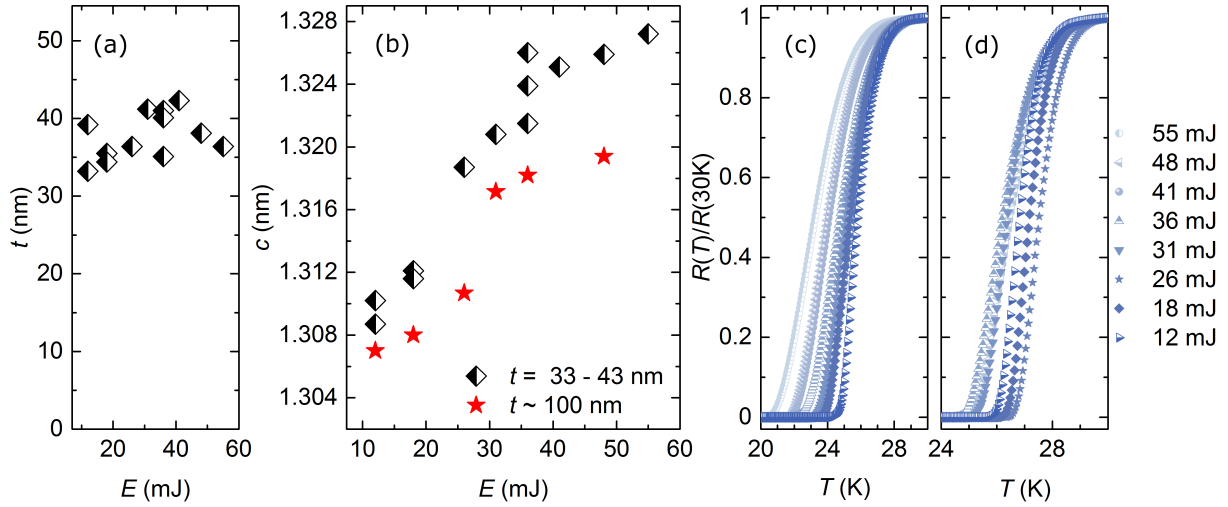 (a)
50
40
30
20
10
0
t (nm)
20 40 60
E (mJ)
(b)
1.328
1.324
1.320
1.316
1.312
1.308
1.304
c (nm)
t = 33 - 43 nm
t ~ 100 nm
10 20 30 40 50 60
E (mJ)
(c)
1
0.8
0.6
0.4
0.2
0
R(T)/R(30K)
20 24 28
T (K)
(d)
24 26 28
T (K)
55 mJ
48 mJ
41 mJ
36 mJ
31 mJ
26 mJ
18 mJ
12 mJ